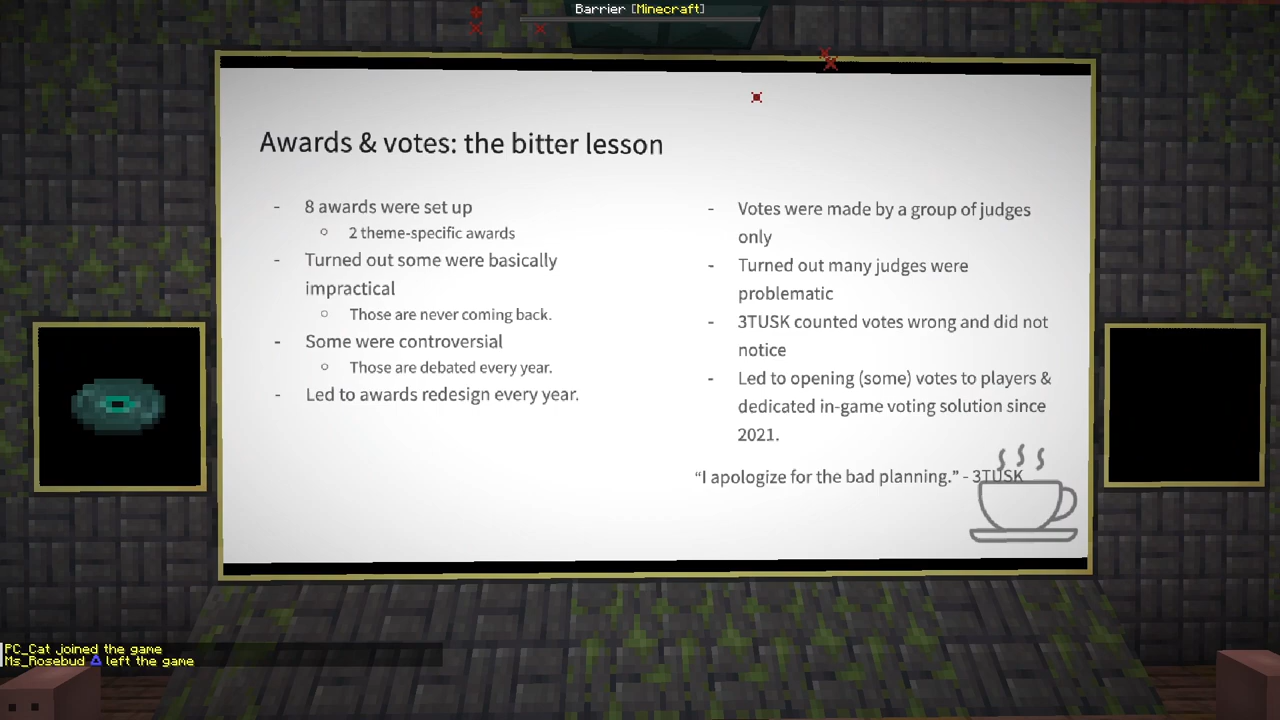 Barrier [Minecraft]
Awards & votes: the bitter lesson
- 8 awards were set up
○ 2 theme-specific awards
- Turned out some were basically
impractical
○ Those are never coming back.
- Some were controversial
○ Those are debated every year.
- Led to awards redesign every year.
- Votes were made by a group of judges
only
- Turned out many judges were
problematic
- 3TUSK counted votes wrong and did not
notice
- Led to opening (some) votes to players &
dedicated in-game voting solution since
2021.
“I apologize for the bad planning.” - 3TUSK
PC_Cat joined the game
Ms_Rosebud left the game